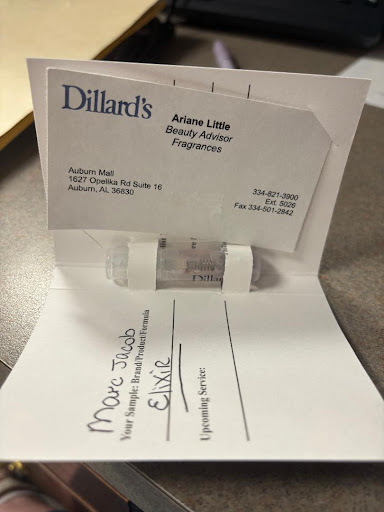 Dillard's
Ariane Little
Beauty Advisor
Fragrances
Auburn Mall
1627 Opelika Rd Suite 16
Auburn, AL 36830
334-821-3900
Ext. 5026
Fax 334-501-2842
Dillard
Marc Jacob
Your Sample: Brand/Product/Formula
Elixir
Upcoming Service: